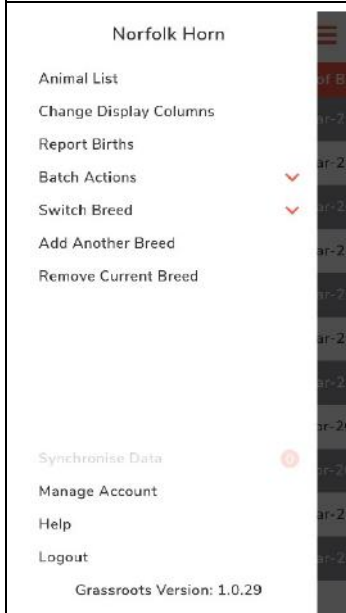 Norfolk Horn
Animal List
Change Display Columns
Report Births
Batch Actions
Switch Breed
Add Another Breed
Remove Current Breed
Synchronise Data 0
Manage Account
Help
Logout
Grassroots Version: 1.0.29